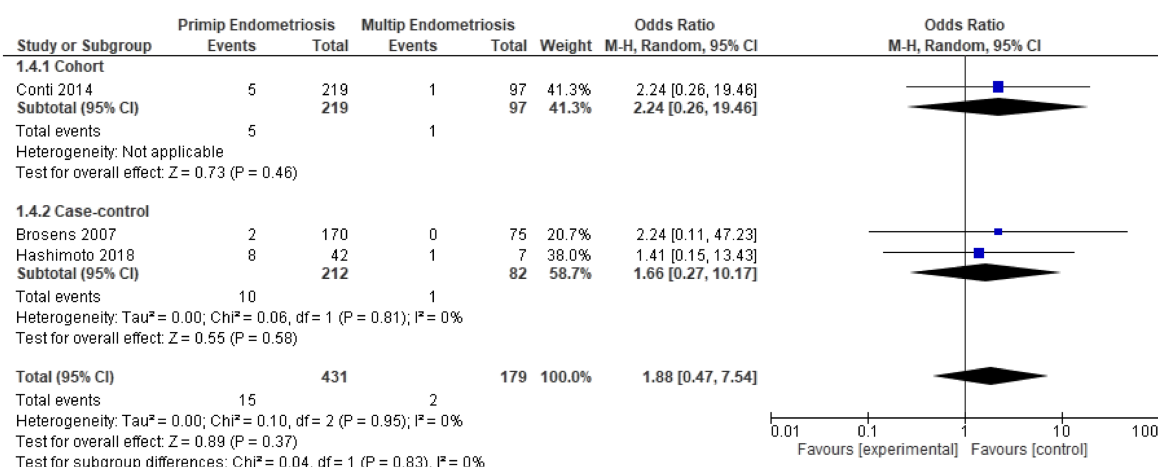 Primip Endometriosis Multip Endometriosis Odds Ratio Odds Ratio
Study or Subgroup Events Total Events Total Weight M-H, Random, 95% CI M-H, Random, 95% CI
1.4.1 Cohort
Conti 2014 5 219 1 97 41.3% 2.24 [0.26, 19.46]
Subtotal (95% CI) 219 97 41.3% 2.24 [0.26, 19.46]
Total events 5 1
Heterogeneity: Not applicable
Test for overall effect: Z = 0.73 (P = 0.46)
1.4.2 Case-control
Brosens 2007 2 170 0 75 20.7% 2.24 [0.11, 47.23]
Hashimoto 2018 8 42 1 7 38.0% 1.41 [0.15, 13.43]
Subtotal (95% CI) 212 82 58.7% 1.66 [0.27, 10.17]
Total events 10 1
Heterogeneity: Tau² = 0.00; Chi² = 0.06, df = 1 (P = 0.81); I² = 0%
Test for overall effect: Z = 0.55 (P = 0.58)
Total (95% CI) 431 179 100.0% 1.88 [0.47, 7.54]
Total events 15 2
Heterogeneity: Tau² = 0.00; Chi² = 0.10, df = 2 (P = 0.95); I² = 0%
Test for overall effect: Z = 0.89 (P = 0.37)
Test for subgroup differences: Chi² = 0.04, df = 1 (P = 0.83), I² = 0%
0.01 0.1 1 10 100
Favours [experimental] Favours [control]